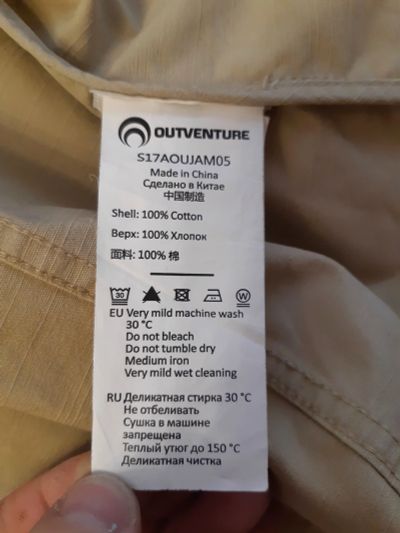 OUTVENTURE
S17AOUJAM05
Made in China
Сделано в Китае
中国制造
Shell: 100% Cotton
Верх: 100% Хлопок
面料: 100% 棉
30
W
EU Very mild machine wash
30 °C
Do not bleach
Do not tumble dry
Medium iron
Very mild wet cleaning
RU Деликатная стирка 30 °C
Не отбеливать
Сушка в машине
запрещена
Теплый утюг до 150 °C
Деликатная чистка